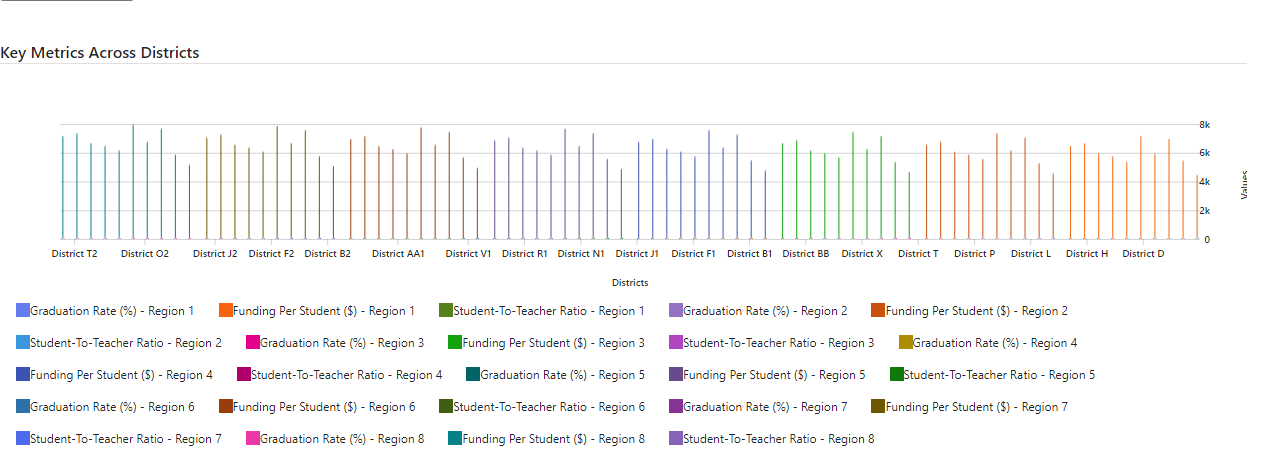 Key Metrics Across Districts
8k
6k
4k
2k
0
Values
District T2 District O2 District J2 District F2 District B2 District AA1 District V1 District R1 District N1 District J1 District F1 District B1 District BB District X District T District P District L District H District D
Districts
Graduation Rate (%) - Region 1 Funding Per Student ($) - Region 1 Student-To-Teacher Ratio - Region 1 Graduation Rate (%) - Region 2 Funding Per Student ($) - Region 2
Student-To-Teacher Ratio - Region 2 Graduation Rate (%) - Region 3 Funding Per Student ($) - Region 3 Student-To-Teacher Ratio - Region 3 Graduation Rate (%) - Region 4
Funding Per Student ($) - Region 4 Student-To-Teacher Ratio - Region 4 Graduation Rate (%) - Region 5 Funding Per Student ($) - Region 5 Student-To-Teacher Ratio - Region 5
Graduation Rate (%) - Region 6 Funding Per Student ($) - Region 6 Student-To-Teacher Ratio - Region 6 Graduation Rate (%) - Region 7 Funding Per Student ($) - Region 7
Student-To-Teacher Ratio - Region 7 Graduation Rate (%) - Region 8 Funding Per Student ($) - Region 8 Student-To-Teacher Ratio - Region 8